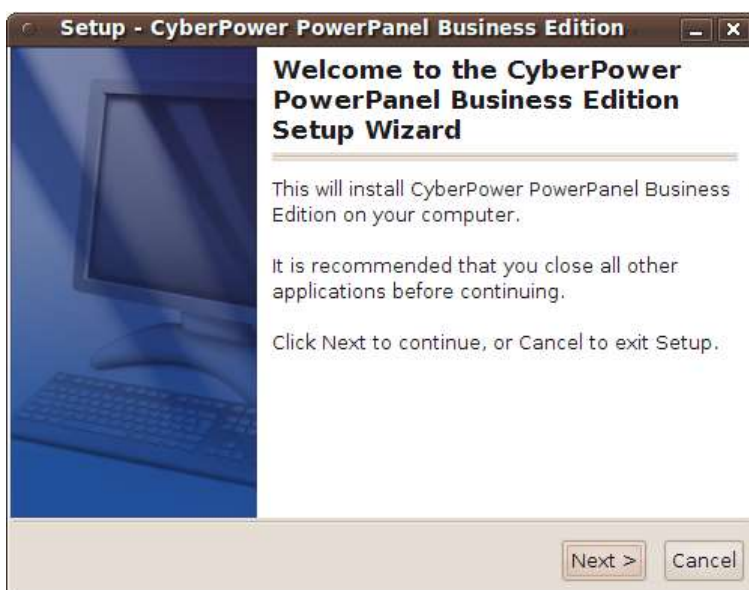 Setup - CyberPower PowerPanel Business Edition
Welcome to the CyberPower
PowerPanel Business Edition
Setup Wizard
This will install CyberPower PowerPanel Business
Edition on your computer.
It is recommended that you close all other
applications before continuing.
Click Next to continue, or Cancel to exit Setup.
Next >
Cancel